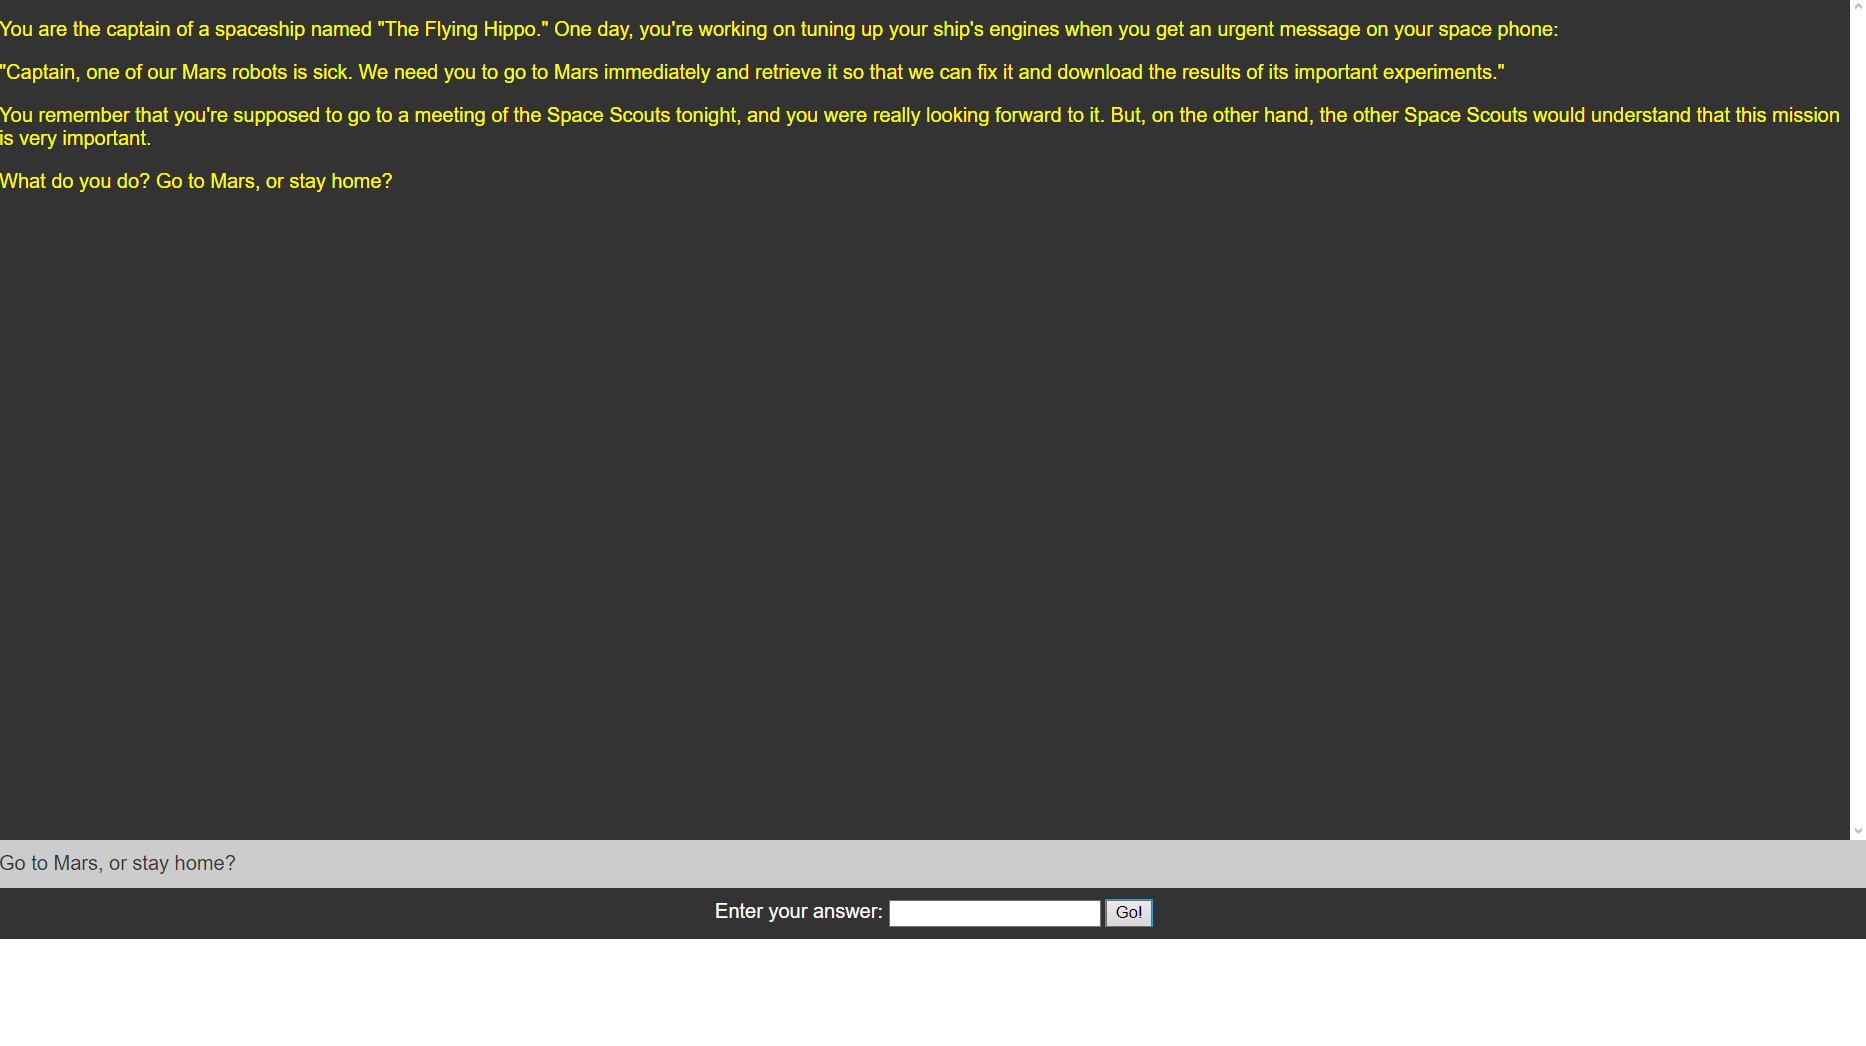 You are the captain of a spaceship named "The Flying Hippo." One day, you're working on tuning up your ship's engines when you get an urgent message on your space phone:
"Captain, one of our Mars robots is sick. We need you to go to Mars immediately and retrieve it so that we can fix it and download the results of its important experiments."
You remember that you're supposed to go to a meeting of the Space Scouts tonight, and you were really looking forward to it. But, on the other hand, the other Space Scouts would understand that this mission
is very important.
What do you do? Go to Mars, or stay home?
Go to Mars, or stay home?
Enter your answer: Go!